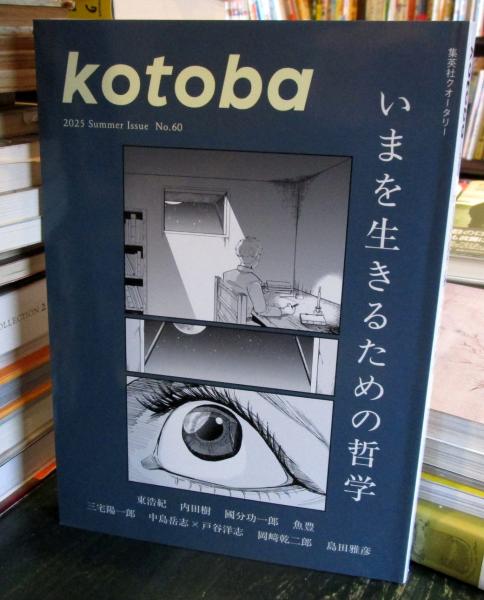 kotoba
2025 Summer Issue No.60
集英社クオータリー
いまを生きるための哲学
東浩紀 内田樹 國分功一郎 魚豊
三宅陽一郎 中島岳志×戸谷洋志 岡﨑乾二郎 島田雅彦
COLLECTION 2